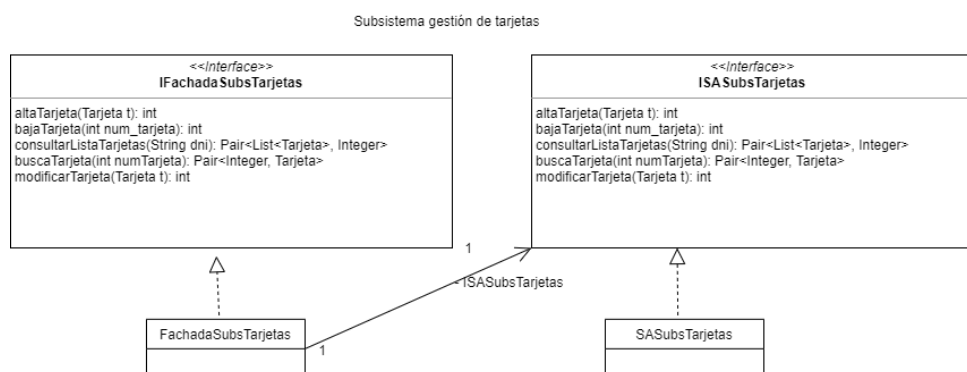 Subsistema gestión de tarjetas
<<Interface>>
IFachadaSubsTarjetas
altaTarjeta(Tarjeta t): int
bajaTarjeta(int num_tarjeta): int
consultarListaTarjetas(String dni): Pair<List<Tarjeta>, Integer>
buscaTarjeta(int numTarjeta): Pair<Integer, Tarjeta>
modificarTarjeta(Tarjeta t): int
<<Interface>>
ISASubsTarjetas
altaTarjeta(Tarjeta t): int
bajaTarjeta(int num_tarjeta): int
consultarListaTarjetas(String dni): Pair<List<Tarjeta>, Integer>
buscaTarjeta(int numTarjeta): Pair<Integer, Tarjeta>
modificarTarjeta(Tarjeta t): int
1
- ISASubsTarjetas
FachadaSubsTarjetas
1
SASubsTarjetas